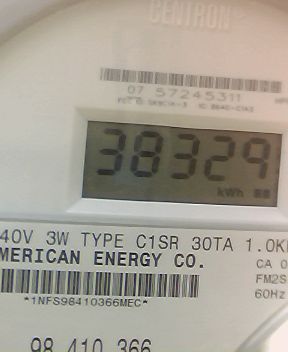 CENTRON
07 57245311
38329
kWh
40V 3W TYPE C1SR 30TA 1.0K
MERICAN ENERGY CO.
CA 0
FM2S
60Hz
*1NFS98410366MEC*
98 410 366